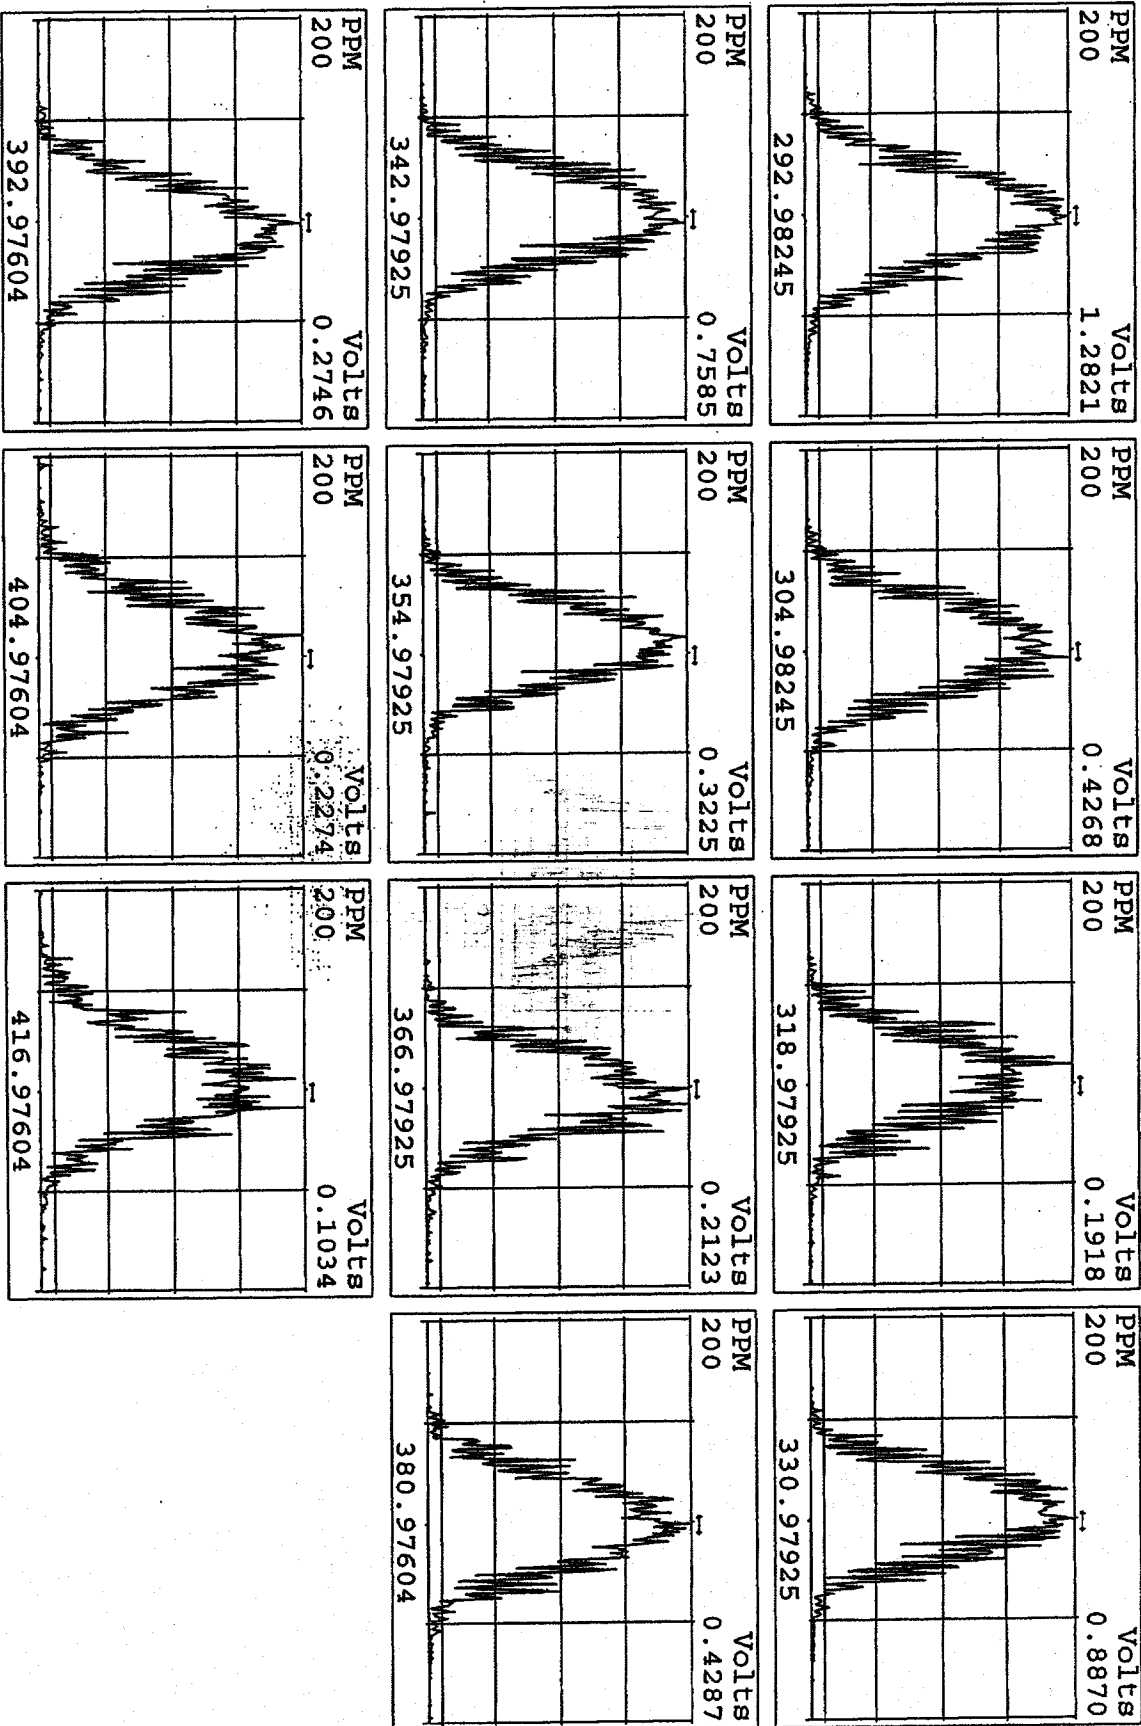 PPM Volts
200 1.2821
292.98245
PPM Volts
200 0.4268
304.98245
PPM Volts
200 0.1918
318.97925
PPM Volts
200 0.8870
330.97925
PPM Volts
200 0.7585
342.97925
PPM Volts
200 0.3225
354.97925
PPM Volts
200 0.2123
366.97925
PPM Volts
200 0.4287
380.97604
PPM Volts
200 0.2746
392.97604
PPM Volts
200 0.2274
404.97604
PPM Volts
200 0.1034
416.97604